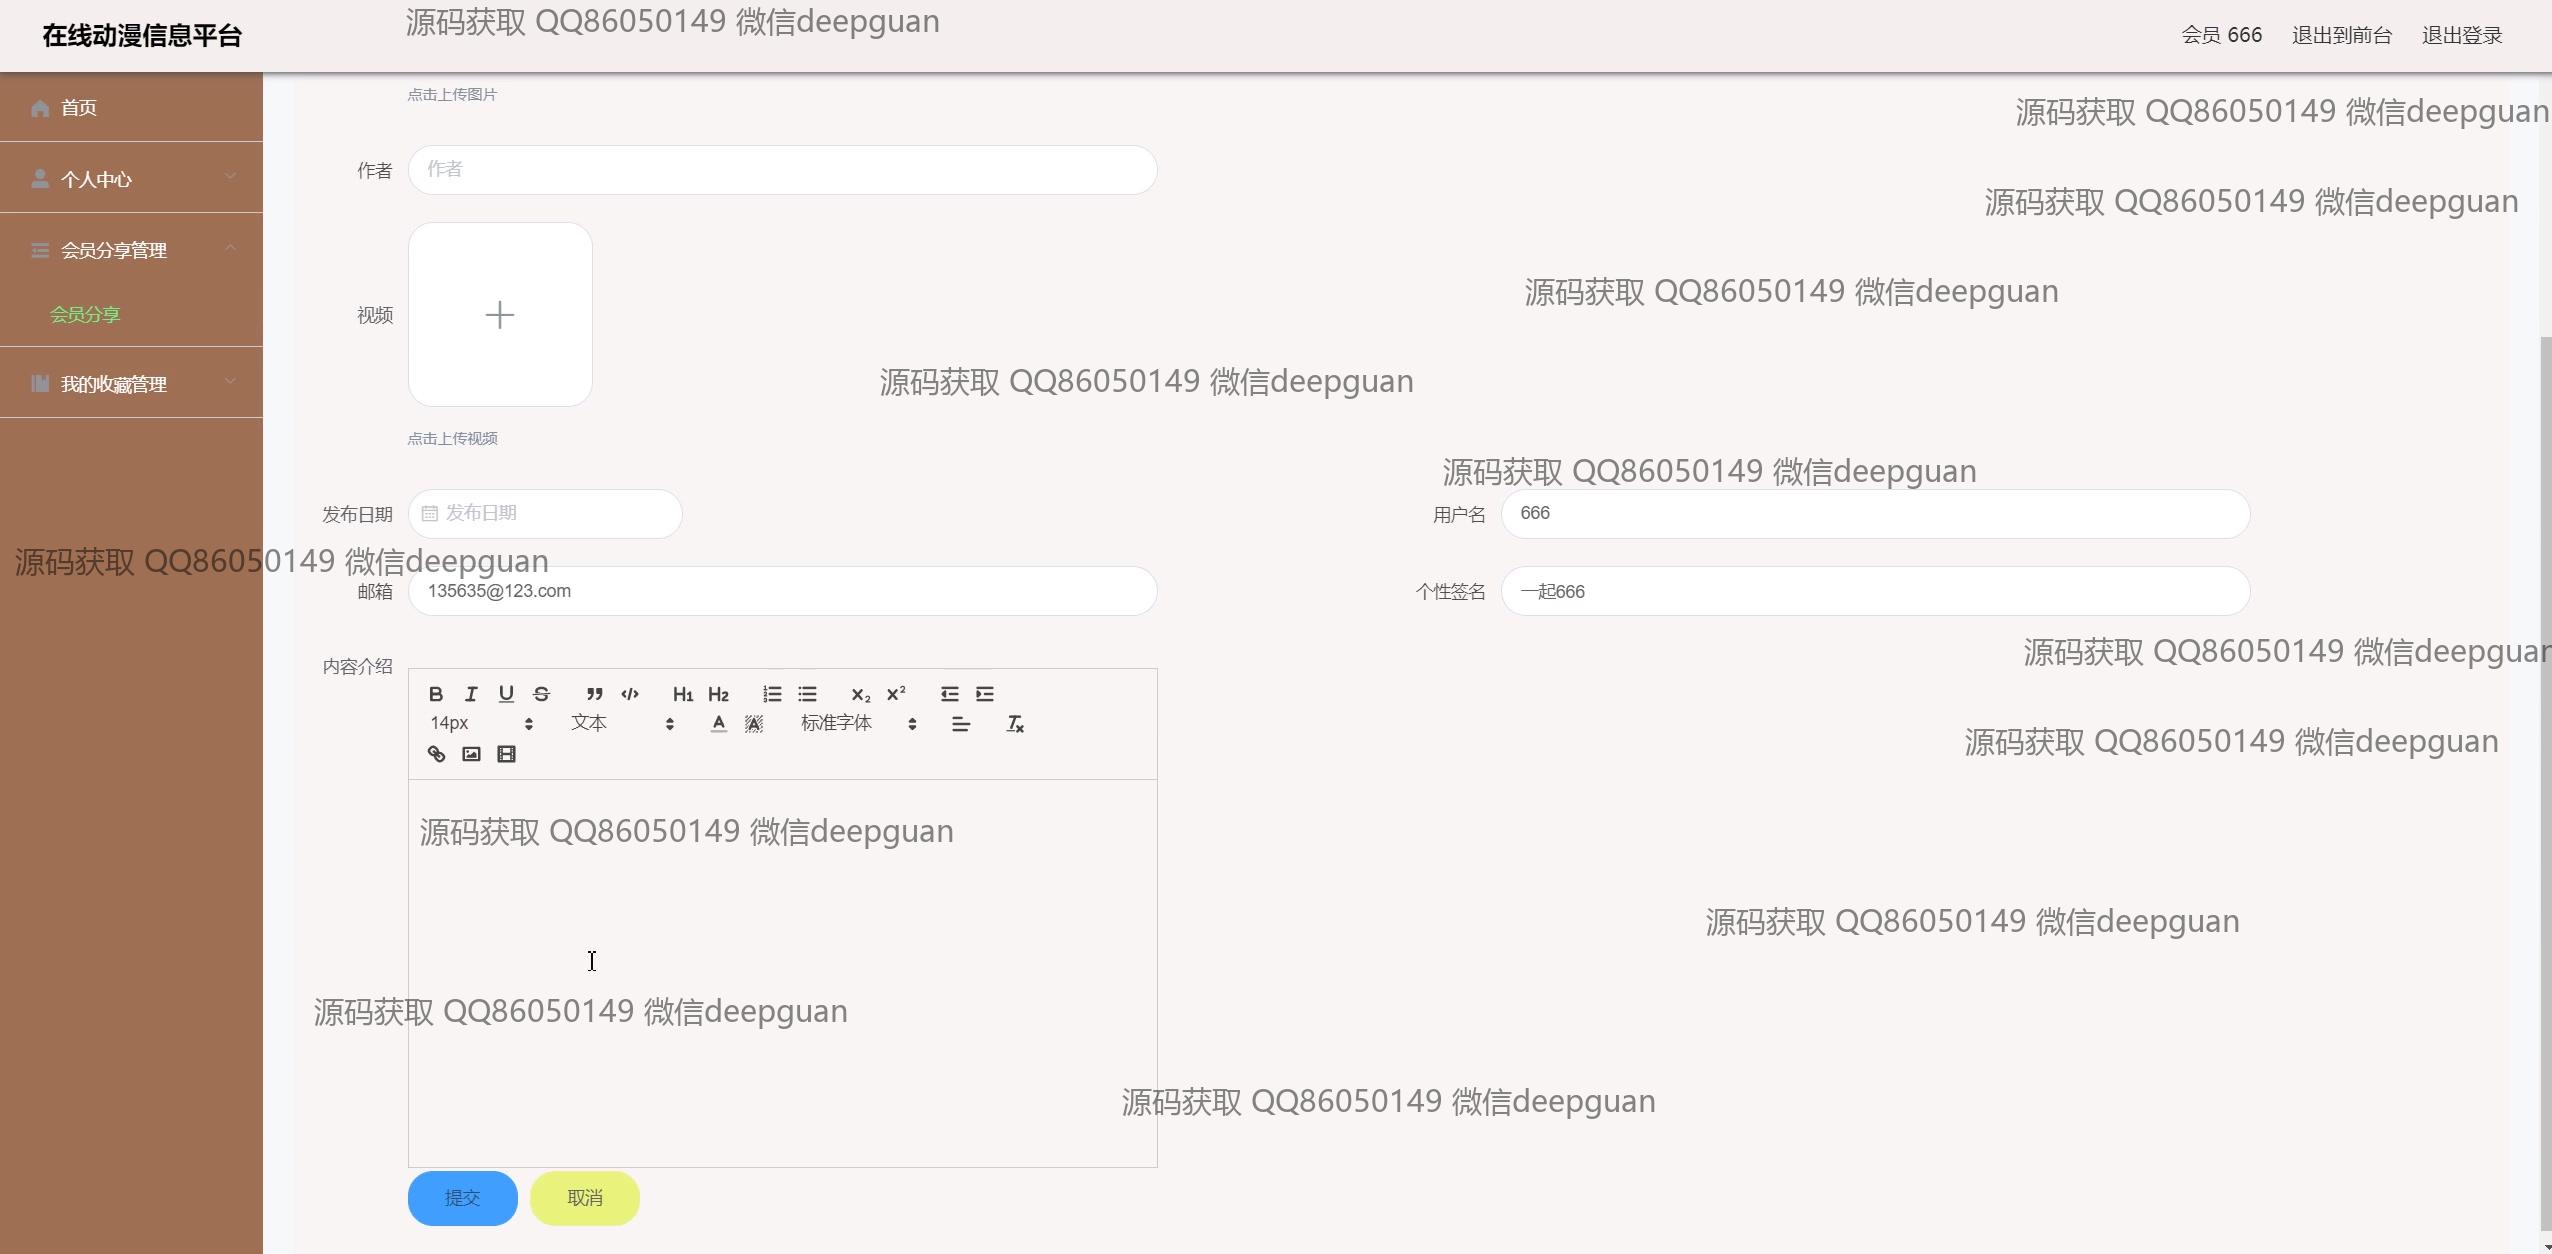 在线动漫信息平台
源码获取 QQ86050149 微信deepguan
会员 666
退出到前台
退出登录
首页
个人中心
会员分享管理
会员分享
我的收藏管理
点击上传图片
源码获取 QQ86050149 微信deepguan
作者
作者
源码获取 QQ86050149 微信deepguan
源码获取 QQ86050149 微信deepguan
视频
源码获取 QQ86050149 微信deepguan
点击上传视频
源码获取 QQ86050149 微信deepguan
发布日期
发布日期
用户名
666
源码获取 QQ86050149 微信deepguan
邮箱
135635@123.com
个性签名
一起666
源码获取 QQ86050149 微信deepguan
内容介绍
B I U S H1 H2 X2 X2
14px
文本
A
A
标准字体
Tx
源码获取 QQ86050149 微信deepguan
源码获取 QQ86050149 微信deepguan
源码获取 QQ86050149 微信deepguan
源码获取 QQ86050149 微信deepguan
源码获取 QQ86050149 微信deepguan
提交
取消